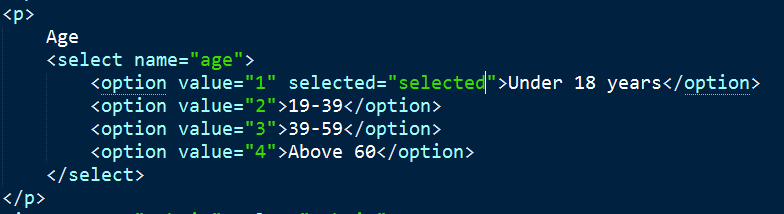 <p>
Age
<select name="age">
<option value="1" selected="selected">Under 18 years</option>
<option value="2">19-39</option>
<option value="3">39-59</option>
<option value="4">Above 60</option>
</select>
</p>